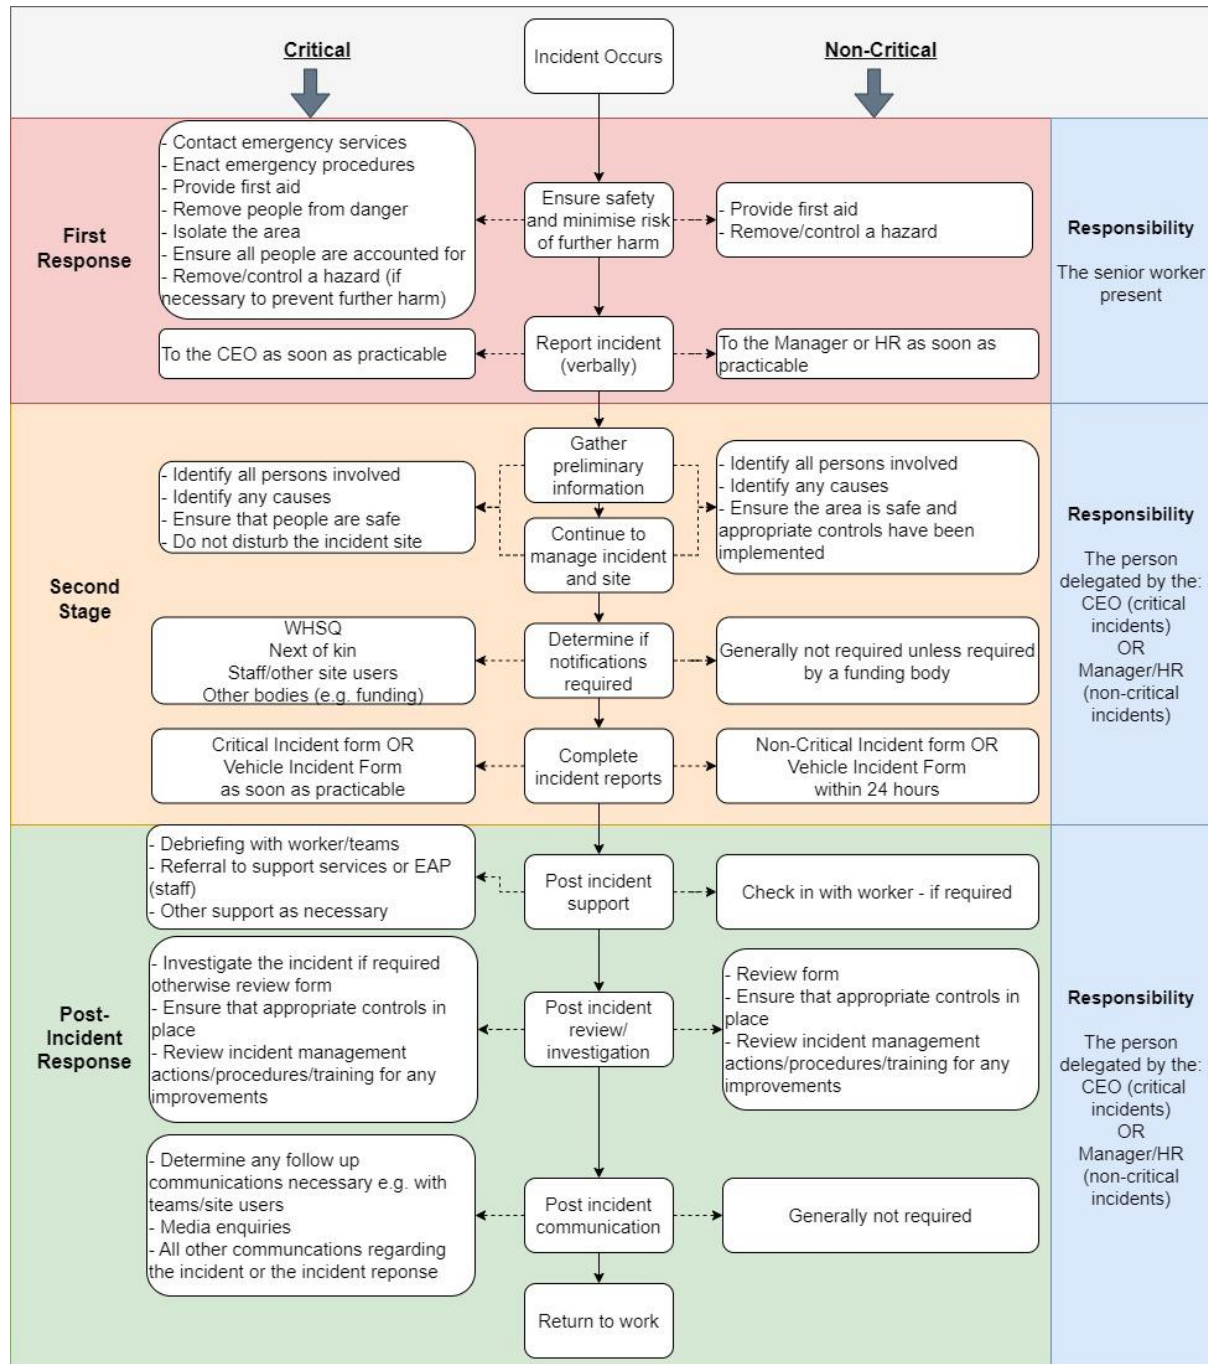 Critical
Incident Occurs
Non-Critical
First
Response
- Contact emergency services
- Enact emergency procedures
- Provide first aid
- Remove people from danger
- Isolate the area
- Ensure all people are accounted for
- Remove/control a hazard (if
necessary to prevent further harm)
Ensure safety
and minimise risk
of further harm
- Provide first aid
- Remove/control a hazard
To the CEO as soon as practicable
Report incident
(verbally)
To the Manager or HR as soon as
practicable
Responsibility
The senior worker
present
Second
Stage
- Identify all persons involved
- Identify any causes
- Ensure that people are safe
- Do not disturb the incident site
Gather
preliminary
information
Continue to
manage incident
and site
- Identify all persons involved
- Identify any causes
- Ensure the area is safe and
appropriate controls have been
implemented
WHSQ
Next of kin
Staff/other site users
Other bodies (e.g. funding)
Determine if
notifications
required
Generally not required unless required
by a funding body
Critical Incident form OR
Vehicle Incident Form
as soon as practicable
Complete
incident reports
Non-Critical Incident form OR
Vehicle Incident Form
within 24 hours
Responsibility
The person
delegated by the:
CEO (critical
incidents)
OR
Manager/HR
(non-critical
incidents)
Post-
Incident
Response
- Debriefing with worker/teams
- Referral to support services or EAP
(staff)
- Other support as necessary
Post incident
support
Check in with worker - if required
- Investigate the incident if required
otherwise review form
- Ensure that appropriate controls in
place
- Review incident management
actions/procedures/training for any
improvements
Post incident
review/
investigation
- Review form
- Ensure that appropriate controls in
place
- Review incident management
actions/procedures/training for any
improvements
- Determine any follow up
communications necessary e.g. with
teams/site users
- Media enquiries
- All other communcations regarding
the incident or the incident reponse
Post incident
communication
Generally not required
Return to work
Responsibility
The person
delegated by the:
CEO (critical
incidents)
OR
Manager/HR
(non-critical
incidents)